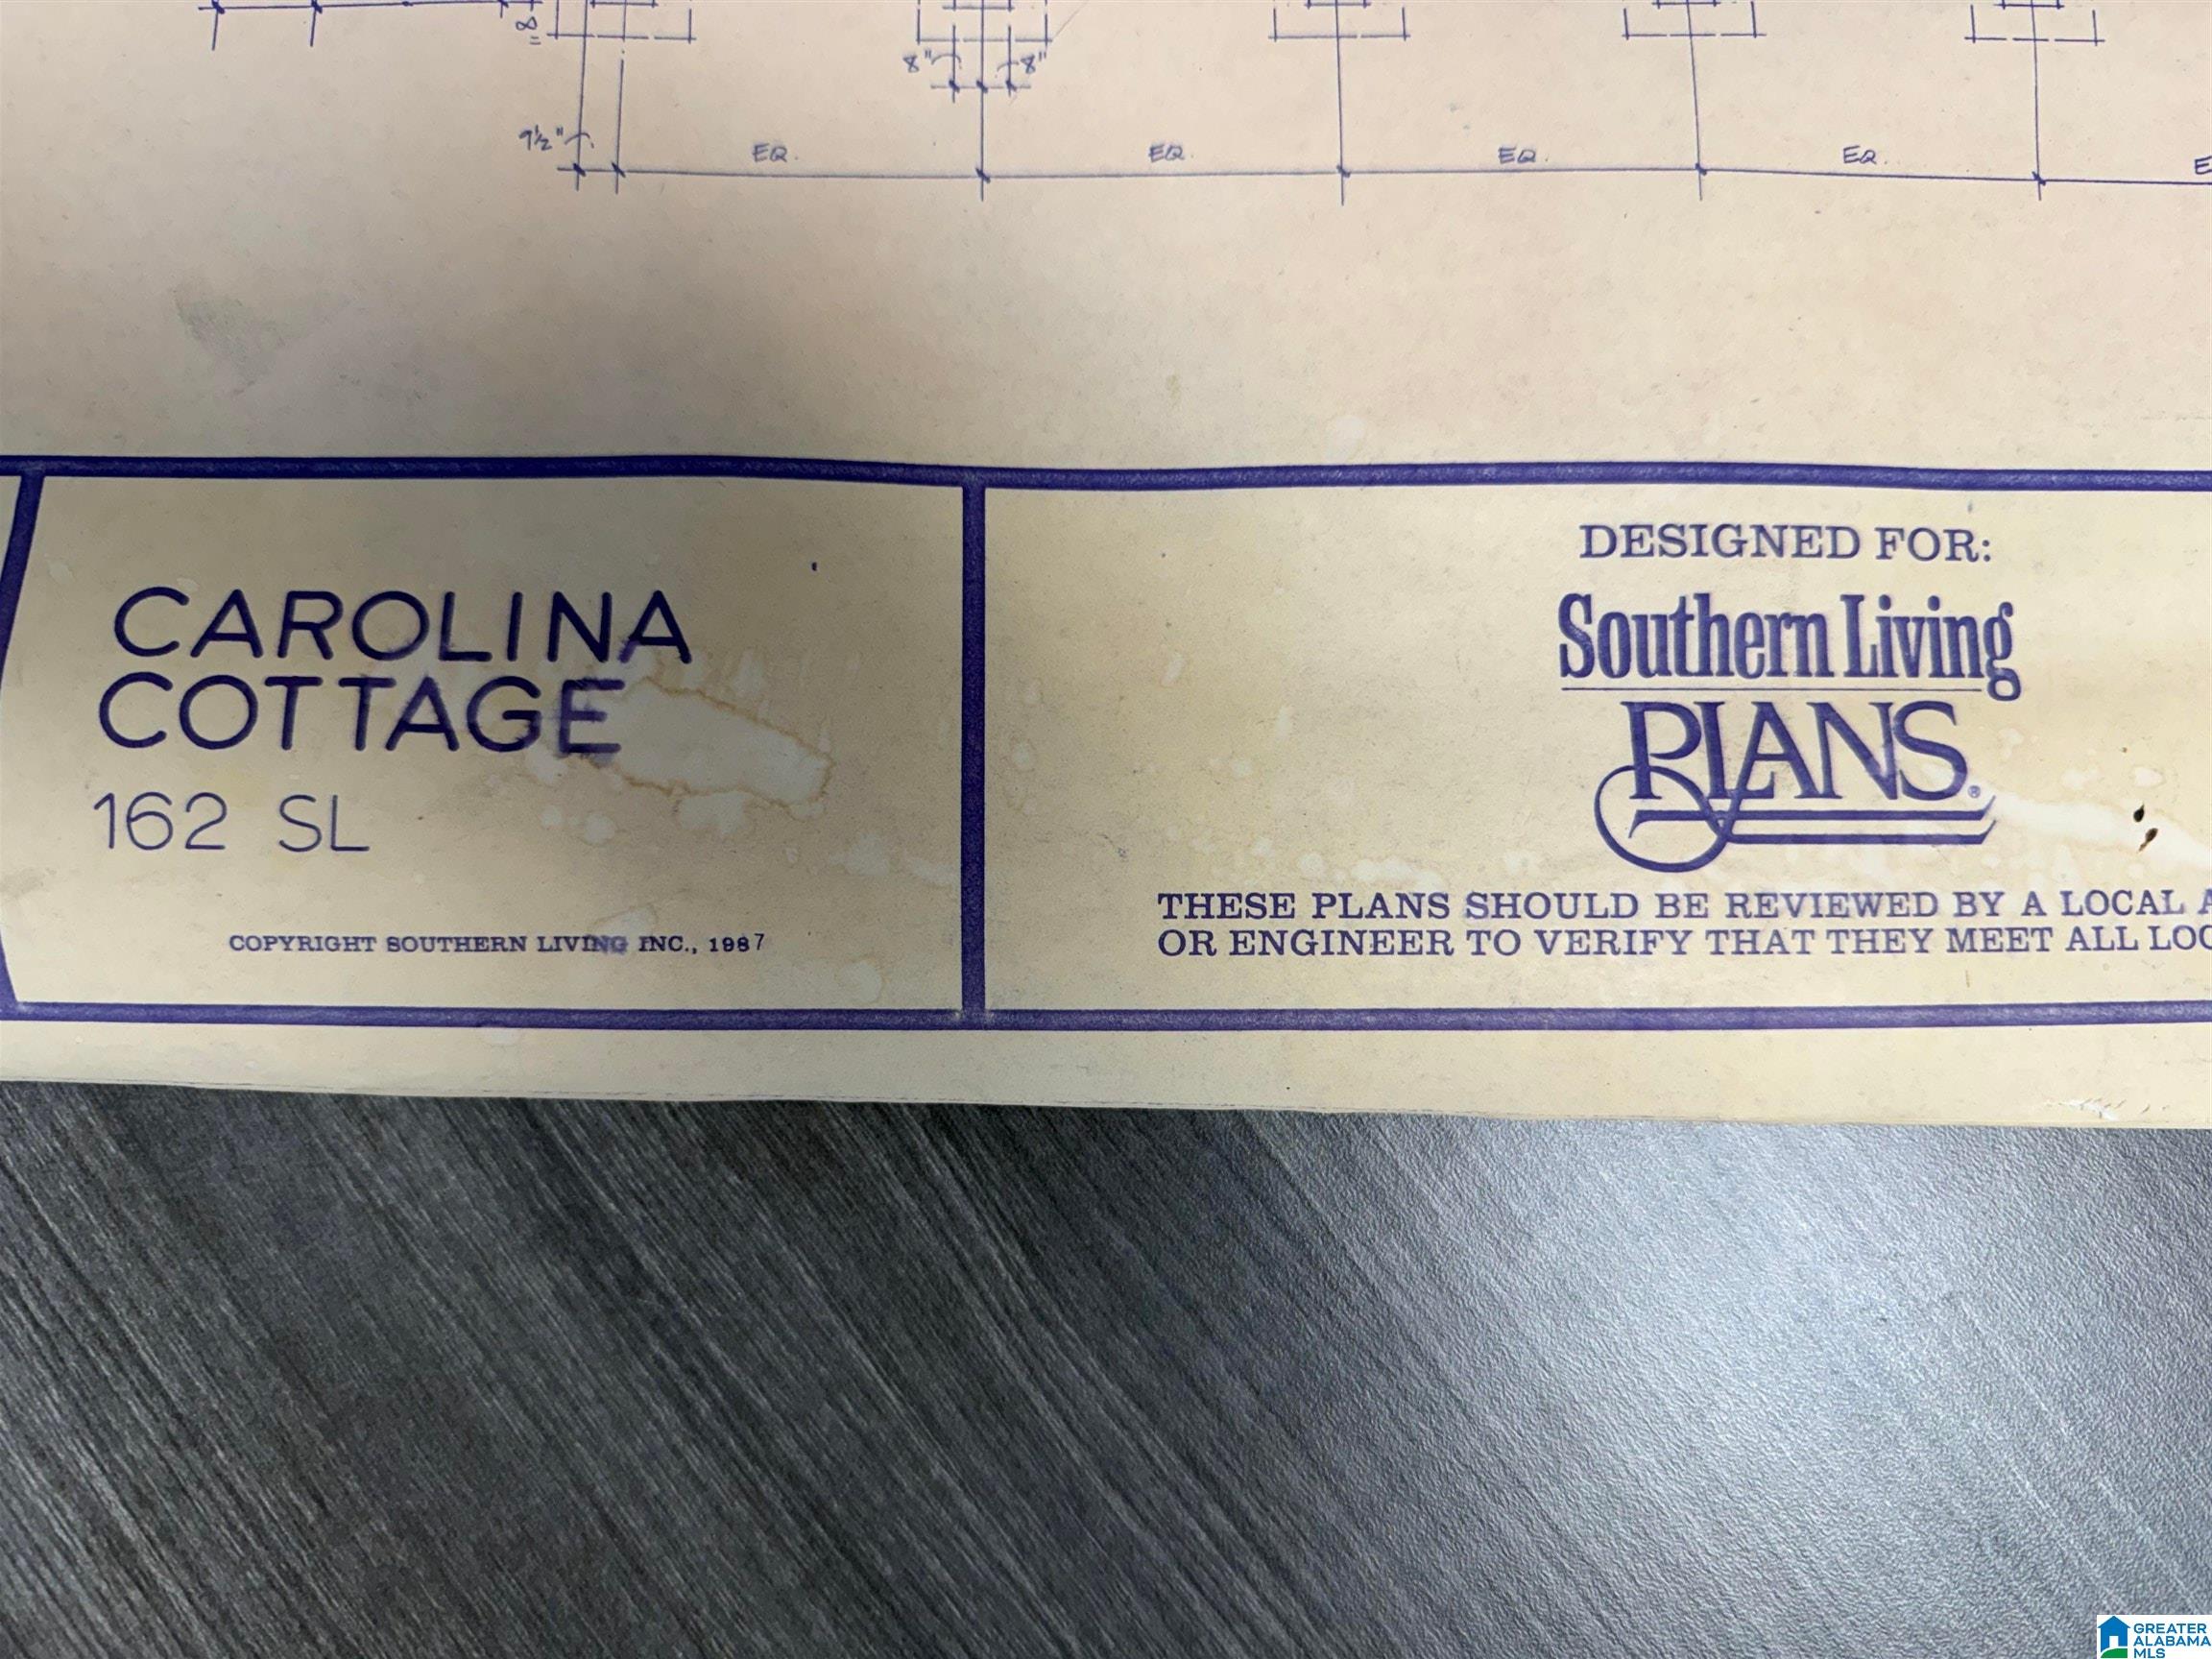 8"
8"
8"
9½"
EQ.
EQ.
EQ.
EQ.
CAROLINA
COTTAGE
162 SL
COPYRIGHT SOUTHERN LIVING INC., 1987
DESIGNED FOR:
Southern Living
PLANS®
THESE PLANS SHOULD BE REVIEWED BY A LOCAL
OR ENGINEER TO VERIFY THAT THEY MEET ALL
GREATER
ALABAMA
MLS